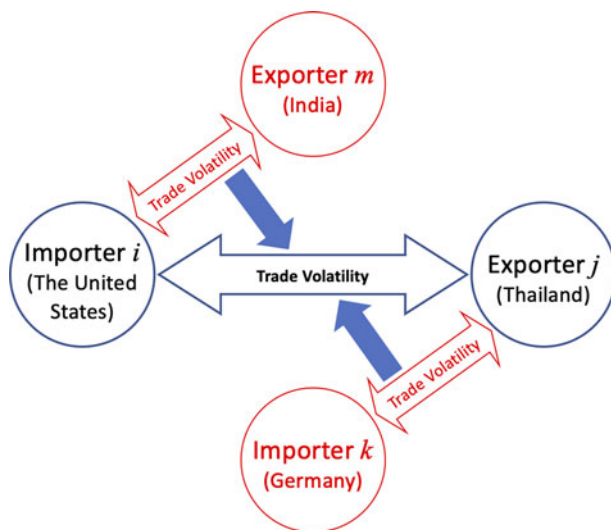 Exporter m
(India)
Trade Volatility
Importer i
(The United
States)
Trade Volatility
Exporter j
(Thailand)
Trade Volatility
Importer k
(Germany)